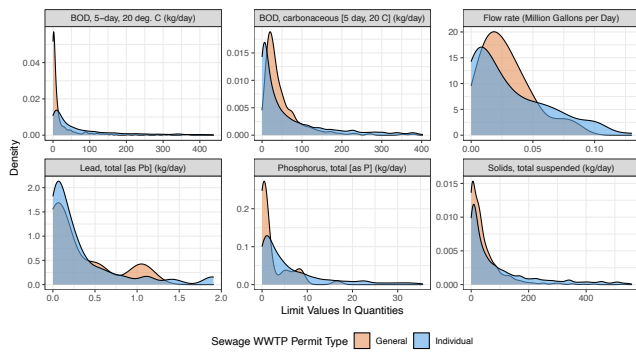 BOD, 5−day, 20 deg. C (kg/day)
BOD, carbonaceous [5 day, 20 C] (kg/day)
Flow rate (Million Gallons per Day)
0.04
0.02
0.00
0 100 200 300 400
0.015
0.010
0.005
0.000
0 100 200 300 400
20
15
10
5
0
0.00 0.05 0.10
Density
Lead, total [as Pb] (kg/day)
Phosphorus, total [as P] (kg/day)
Solids, total suspended (kg/day)
2.0
1.5
1.0
0.5
0.0
0.0 0.5 1.0 1.5 2.0
0.2
0.1
0.0
0 10 20 30
0.015
0.010
0.005
0.000
0 200 400
Limit Values In Quantities
Sewage WWTP Permit Type General Individual